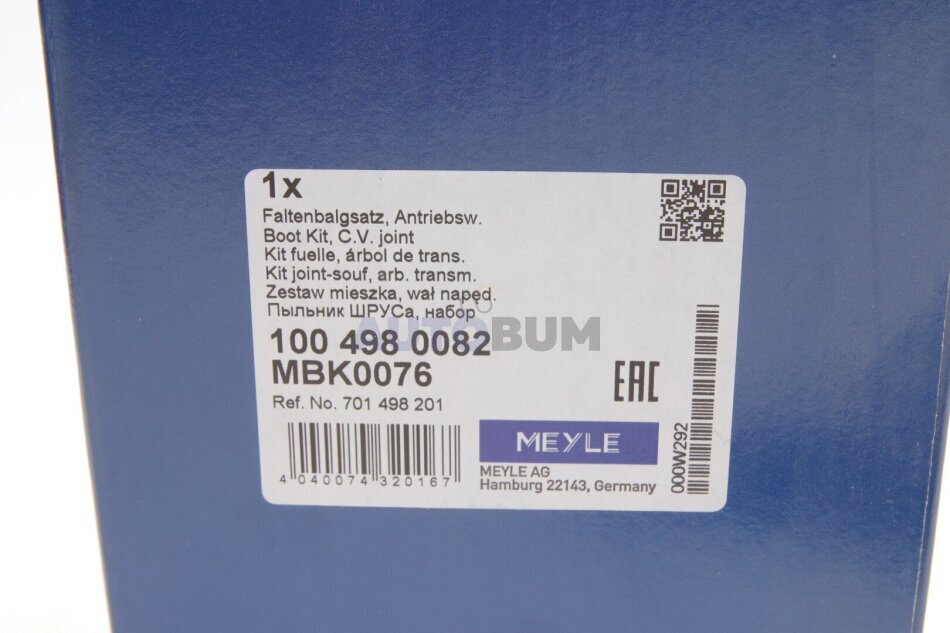 1x
Faltenbalgsatz, Antriebsw.
Boot Kit, C.V. joint
Kit fuelle, árbol de trans.
Kit joint-souf, arb. transm.
Zestaw mieszka, wał napęd.
Пыльник ШРУСа, набор
AUTOBUM
100 498 0082
MBK0076
EAC
Ref. No. 701 498 201
MEYLE
MEYLE AG
Hamburg 22143, Germany
4 040074 320167
000W292